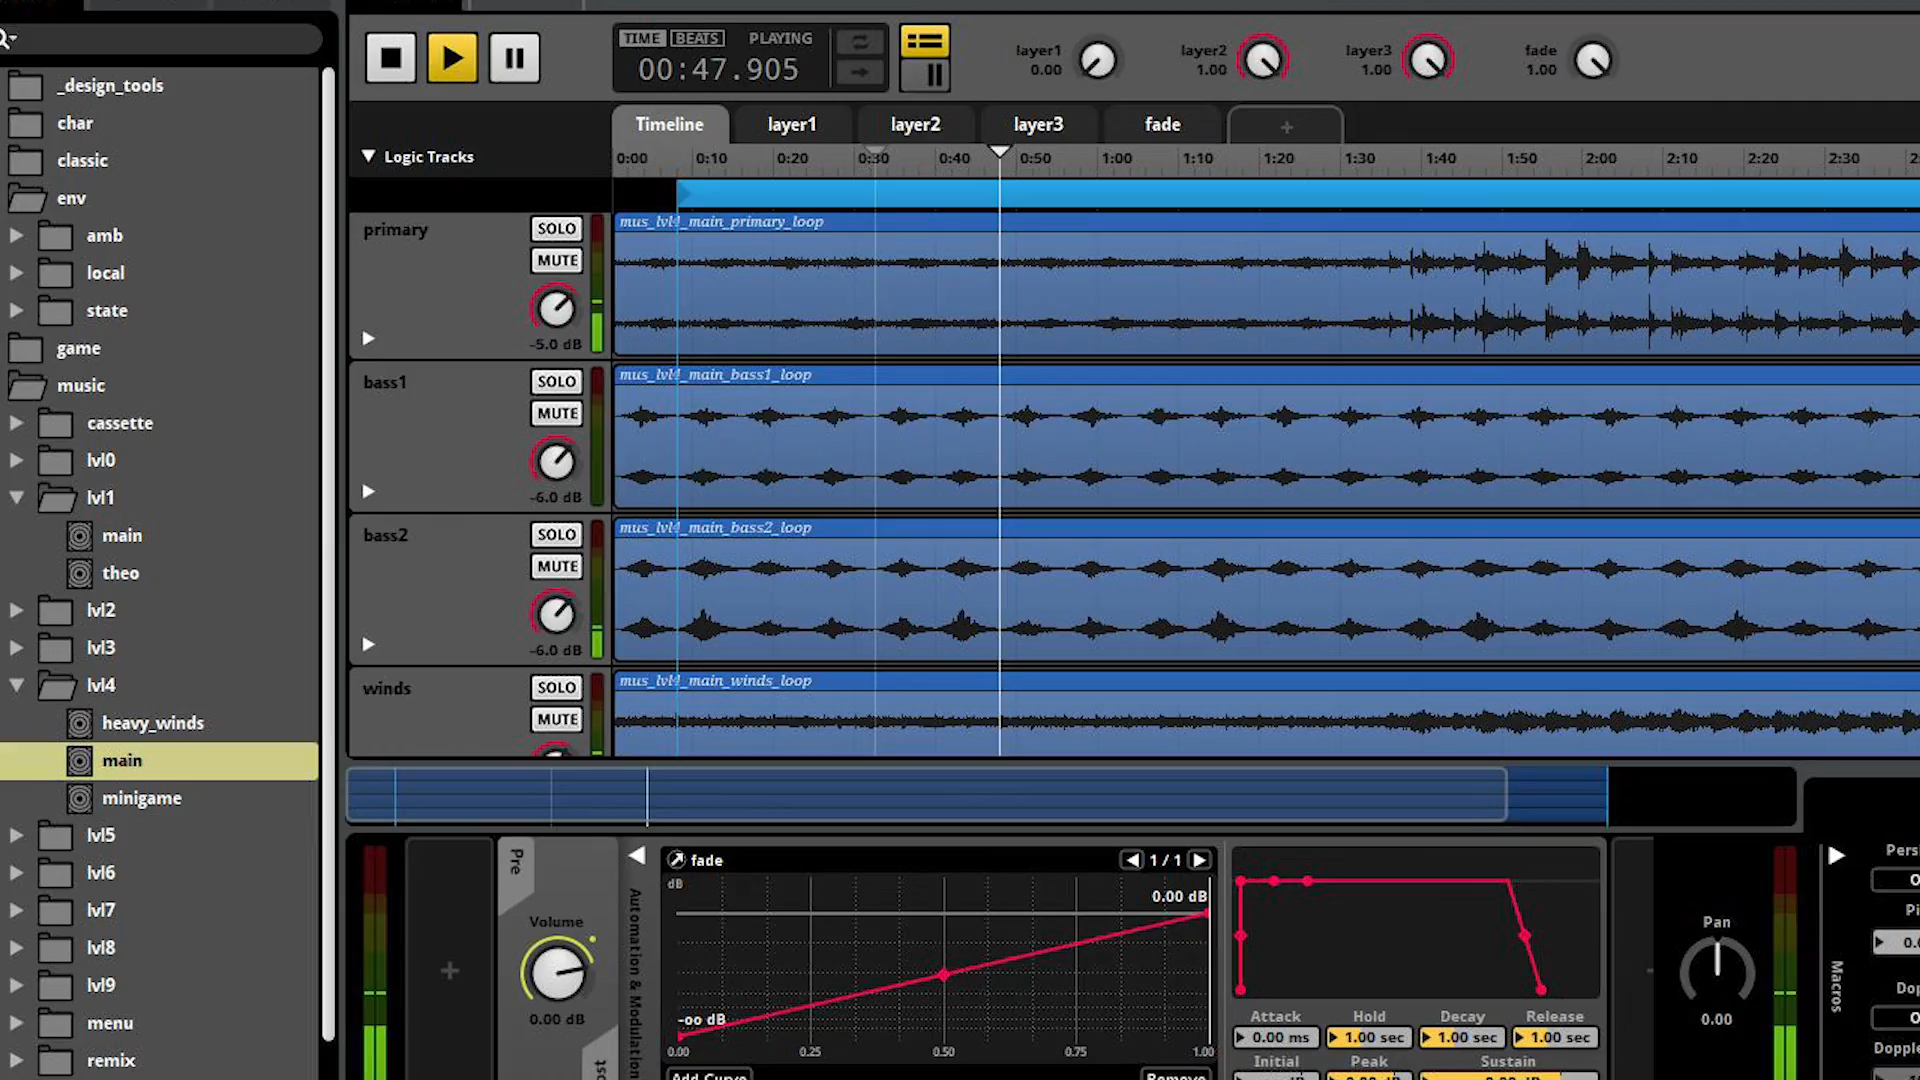 TIME BEATS PLAYING
00:47.905
layer1
0.00
layer2
1.00
layer3
1.00
fade
1.00
_design_tools
char
classic
env
amb
local
state
game
music
cassette
lvl0
lvl1
main
theo
lvl2
lvl3
lvl4
heavy_winds
main
minigame
lvl5
lvl6
lvl7
lvl8
lvl9
menu
remix
Timeline layer1 layer2 layer3 fade +
Logic Tracks
0:00 0:10 0:20 0:30 0:40 0:50 1:00 1:10 1:20 1:30 1:40 1:50 2:00 2:10 2:20 2:30
primary
SOLO
MUTE
-5.0 dB
mus_lvl4_main_primary_loop
bass1
SOLO
MUTE
-6.0 dB
mus_lvl4_main_bass1_loop
bass2
SOLO
MUTE
-6.0 dB
mus_lvl4_main_bass2_loop
winds
SOLO
MUTE
mus_lvl4_main_winds_loop
Pre
Volume
0.00 dB
Automation & Modulation
fade
1 / 1
dB
0.00 dB
-oo dB
0.00 0.25 0.50 0.75 1.00
Add Curve
Remove
Attack Hold Decay Release
0.00 ms 1.00 sec 1.00 sec 1.00 sec
Initial Peak Sustain
Pan
0.00
Macros